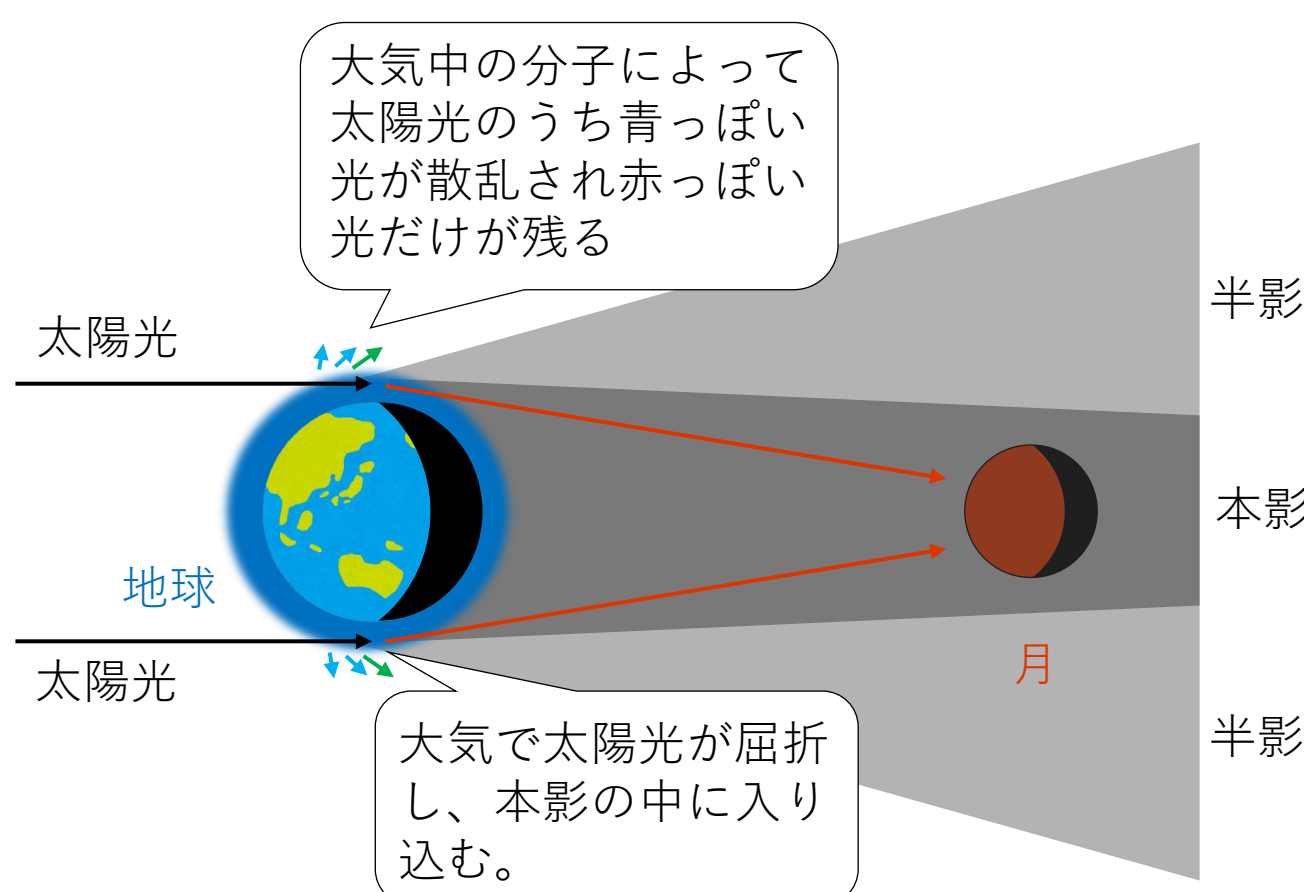 大気中の分子によって
太陽光のうち青っぽい
光が散乱され赤っぽい
光だけが残る
太陽光
半影
本影
地球
太陽光
月
半影
大気で太陽光が屈折
し、本影の中に入り
込む。